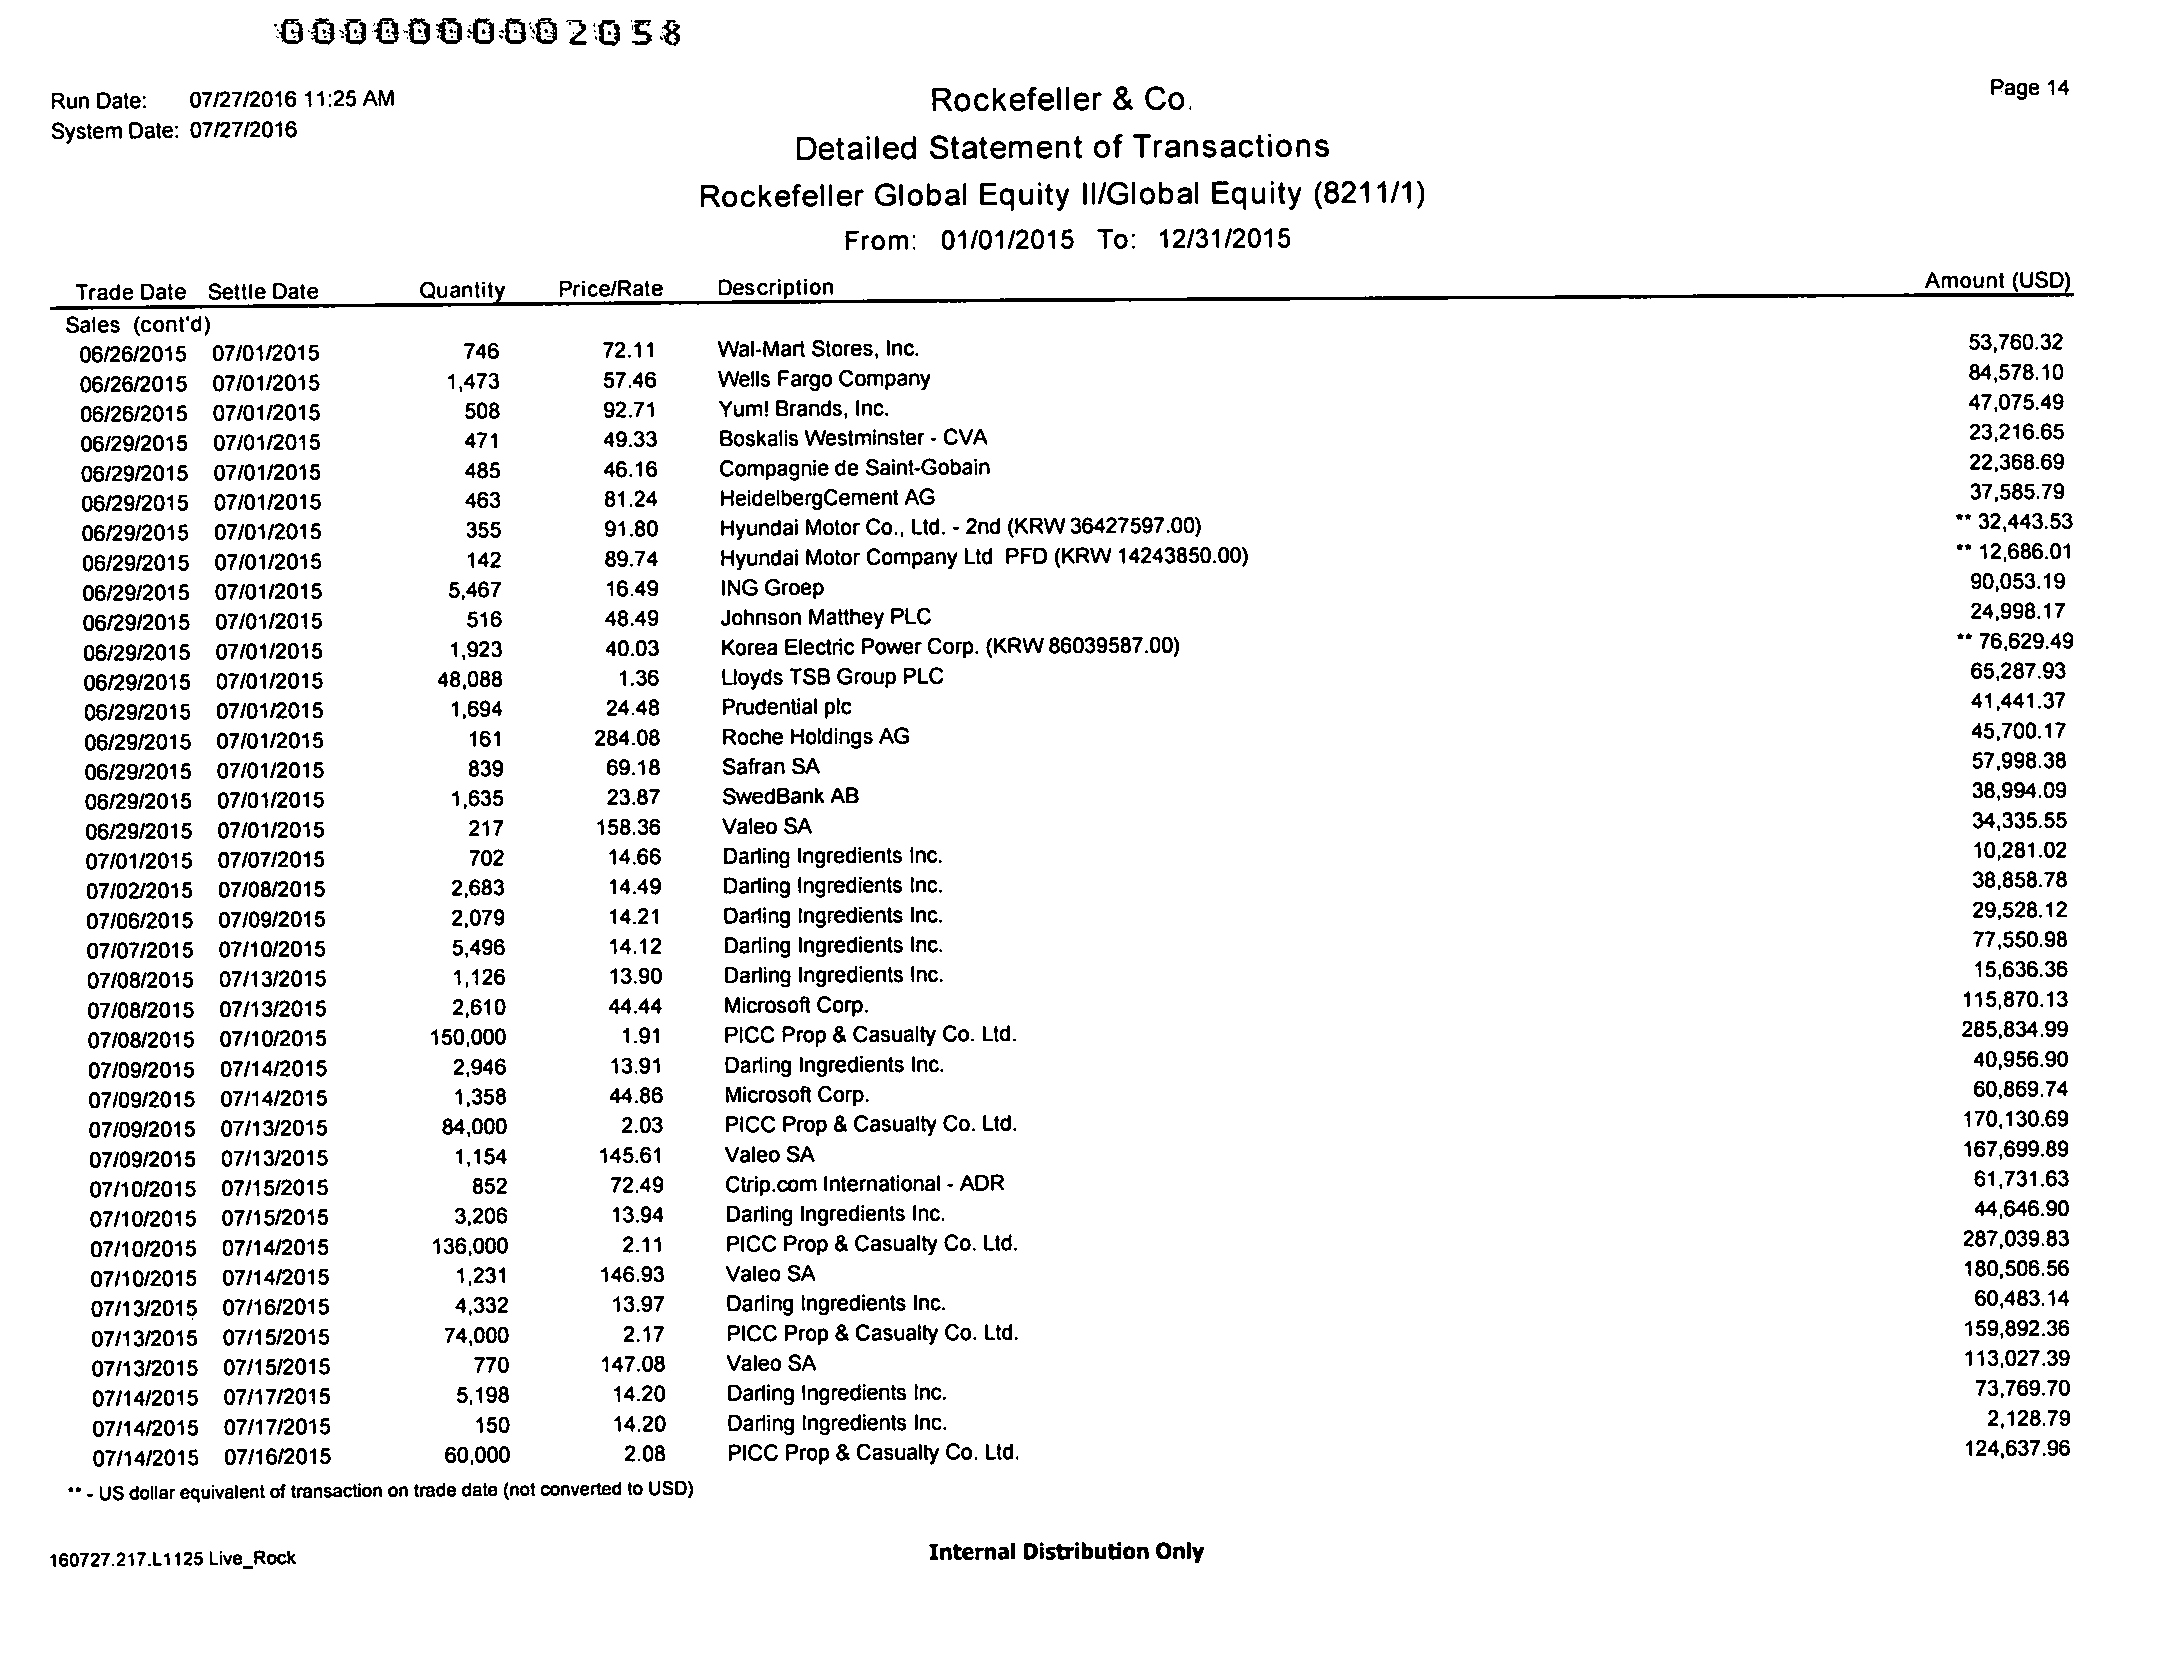 000000002058
Run Date: 07/27/2016 11:25 AM
System Date: 07/27/2016
Rockefeller & Co.
Page 14
Detailed Statement of Transactions
Rockefeller Global Equity II/Global Equity (8211/1)
From: 01/01/2015 To: 12/31/2015
Trade Date Settle Date Quantity Price/Rate Description Amount (USD)
Sales (cont'd)
06/26/2015 07/01/2015 746 72.11 Wal-Mart Stores, Inc. 53,760.32
06/26/2015 07/01/2015 1,473 57.46 Wells Fargo Company 84,578.10
06/26/2015 07/01/2015 508 92.71 Yum! Brands, Inc. 47,075.49
06/29/2015 07/01/2015 471 49.33 Boskalis Westminster - CVA 23,216.65
06/29/2015 07/01/2015 485 46.16 Compagnie de Saint-Gobain 22,368.69
06/29/2015 07/01/2015 463 81.24 HeidelbergCement AG 37,585.79
06/29/2015 07/01/2015 355 91.80 Hyundai Motor Co., Ltd. - 2nd (KRW 36427597.00) ** 32,443.53
06/29/2015 07/01/2015 142 89.74 Hyundai Motor Company Ltd PFD (KRW 14243850.00) ** 12,686.01
06/29/2015 07/01/2015 5,467 16.49 ING Groep 90,053.19
06/29/2015 07/01/2015 516 48.49 Johnson Matthey PLC 24,998.17
06/29/2015 07/01/2015 1,923 40.03 Korea Electric Power Corp. (KRW 86039587.00) ** 76,629.49
06/29/2015 07/01/2015 48,088 1.36 Lloyds TSB Group PLC 65,287.93
06/29/2015 07/01/2015 1,694 24.48 Prudential plc 41,441.37
06/29/2015 07/01/2015 161 284.08 Roche Holdings AG 45,700.17
06/29/2015 07/01/2015 839 69.18 Safran SA 57,998.38
06/29/2015 07/01/2015 1,635 23.87 SwedBank AB 38,994.09
06/29/2015 07/01/2015 217 158.36 Valeo SA 34,335.55
07/01/2015 07/07/2015 702 14.66 Darling Ingredients Inc. 10,281.02
07/02/2015 07/08/2015 2,683 14.49 Darling Ingredients Inc. 38,858.78
07/06/2015 07/09/2015 2,079 14.21 Darling Ingredients Inc. 29,528.12
07/07/2015 07/10/2015 5,496 14.12 Darling Ingredients Inc. 77,550.98
07/08/2015 07/13/2015 1,126 13.90 Darling Ingredients Inc. 15,636.36
07/08/2015 07/13/2015 2,610 44.44 Microsoft Corp. 115,870.13
07/08/2015 07/10/2015 150,000 1.91 PICC Prop & Casualty Co. Ltd. 285,834.99
07/09/2015 07/14/2015 2,946 13.91 Darling Ingredients Inc. 40,956.90
07/09/2015 07/14/2015 1,358 44.86 Microsoft Corp. 60,869.74
07/09/2015 07/13/2015 84,000 2.03 PICC Prop & Casualty Co. Ltd. 170,130.69
07/09/2015 07/13/2015 1,154 145.61 Valeo SA 167,699.89
07/10/2015 07/15/2015 852 72.49 Ctrip.com International - ADR 61,731.63
07/10/2015 07/15/2015 3,206 13.94 Darling Ingredients Inc. 44,646.90
07/10/2015 07/14/2015 136,000 2.11 PICC Prop & Casualty Co. Ltd. 287,039.83
07/10/2015 07/14/2015 1,231 146.93 Valeo SA 180,506.56
07/13/2015 07/16/2015 4,332 13.97 Darling Ingredients Inc. 60,483.14
07/13/2015 07/15/2015 74,000 2.17 PICC Prop & Casualty Co. Ltd. 159,892.36
07/13/2015 07/15/2015 770 147.08 Valeo SA 113,027.39
07/14/2015 07/17/2015 5,198 14.20 Darling Ingredients Inc. 73,769.70
07/14/2015 07/17/2015 150 14.20 Darling Ingredients Inc. 2,128.79
07/14/2015 07/16/2015 60,000 2.08 PICC Prop & Casualty Co. Ltd. 124,637.96
** - US dollar equivalent of transaction on trade date (not converted to USD)
160727.217.L1125 Live_Rock
Internal Distribution Only